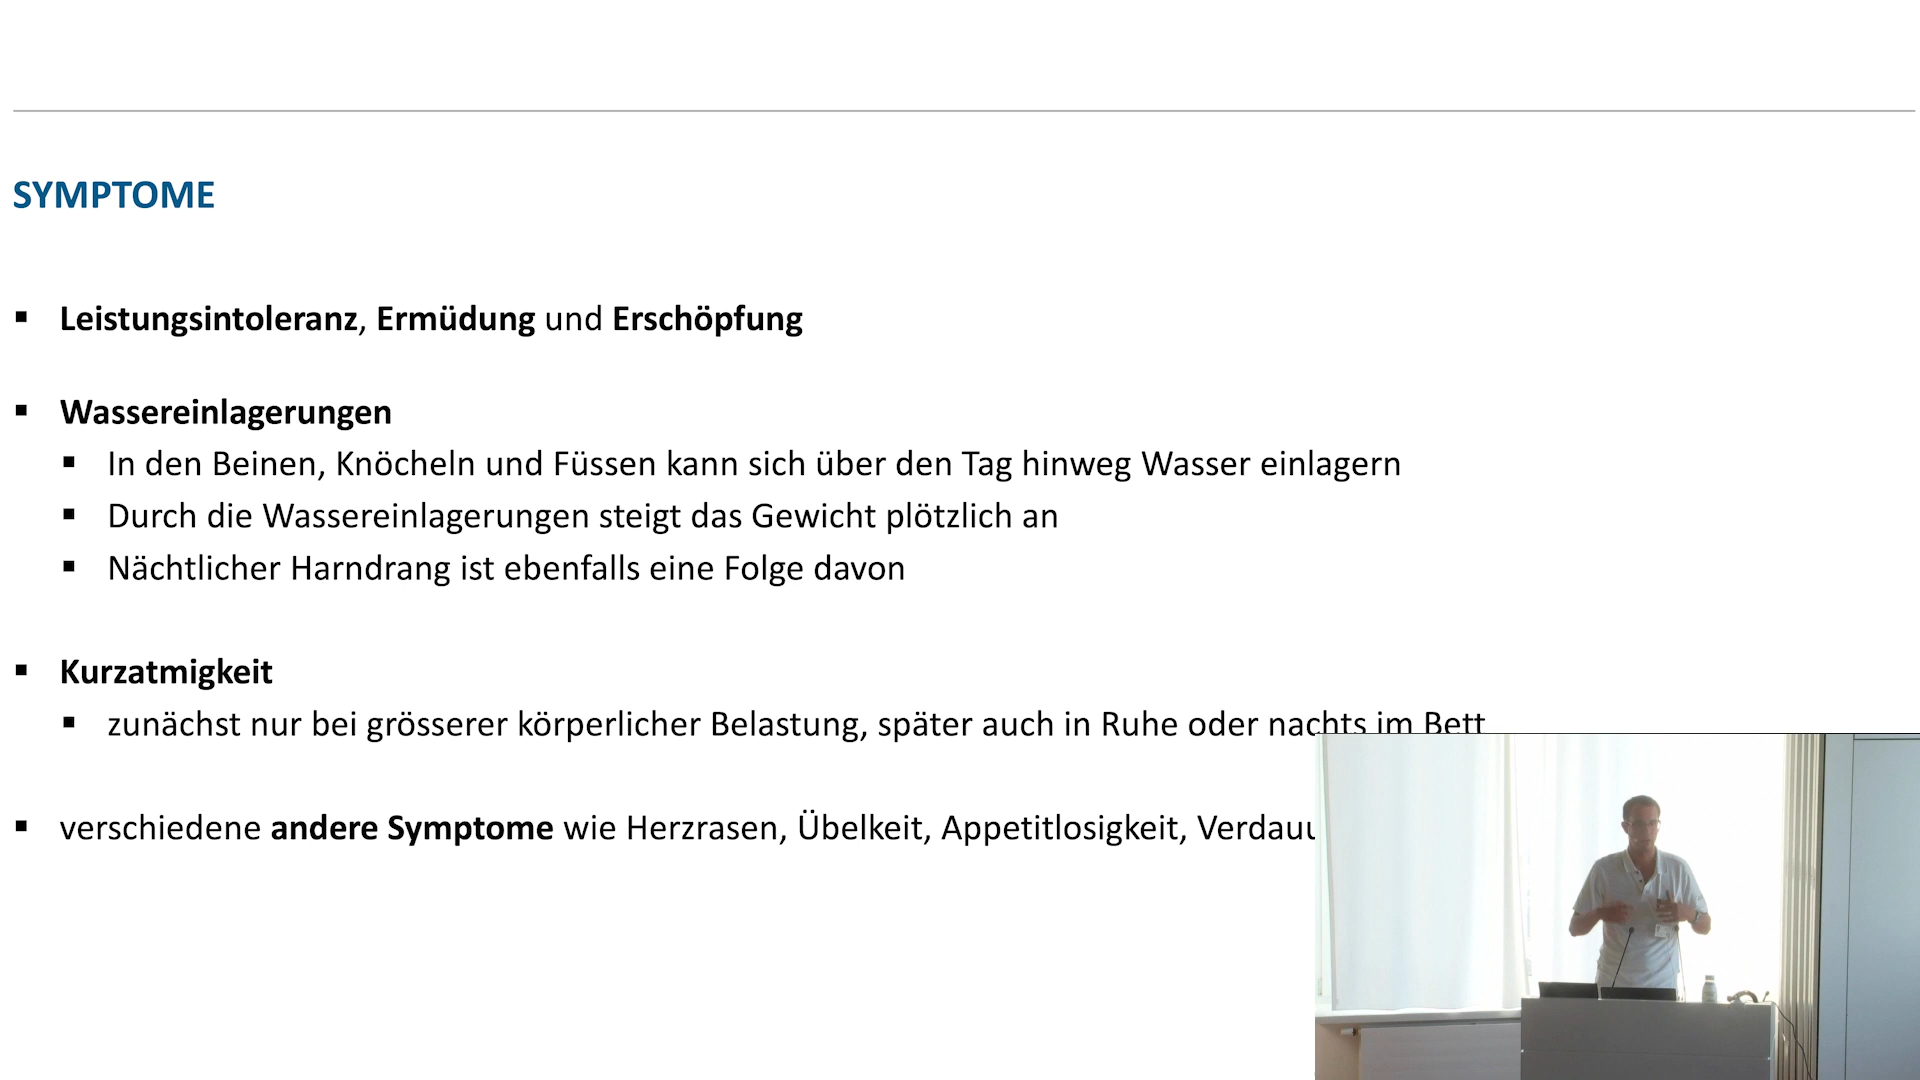 SYMPTOME
▪ Leistungsintoleranz, Ermüdung und Erschöpfung
▪ Wassereinlagerungen
▪ In den Beinen, Knöcheln und Füssen kann sich über den Tag hinweg Wasser einlagern
▪ Durch die Wassereinlagerungen steigt das Gewicht plötzlich an
▪ Nächtlicher Harndrang ist ebenfalls eine Folge davon
▪ Kurzatmigkeit
▪ zunächst nur bei grösserer körperlicher Belastung, später auch in Ruhe oder nachts im Bett
▪ verschiedene andere Symptome wie Herzrasen, Übelkeit, Appetitlosigkeit,